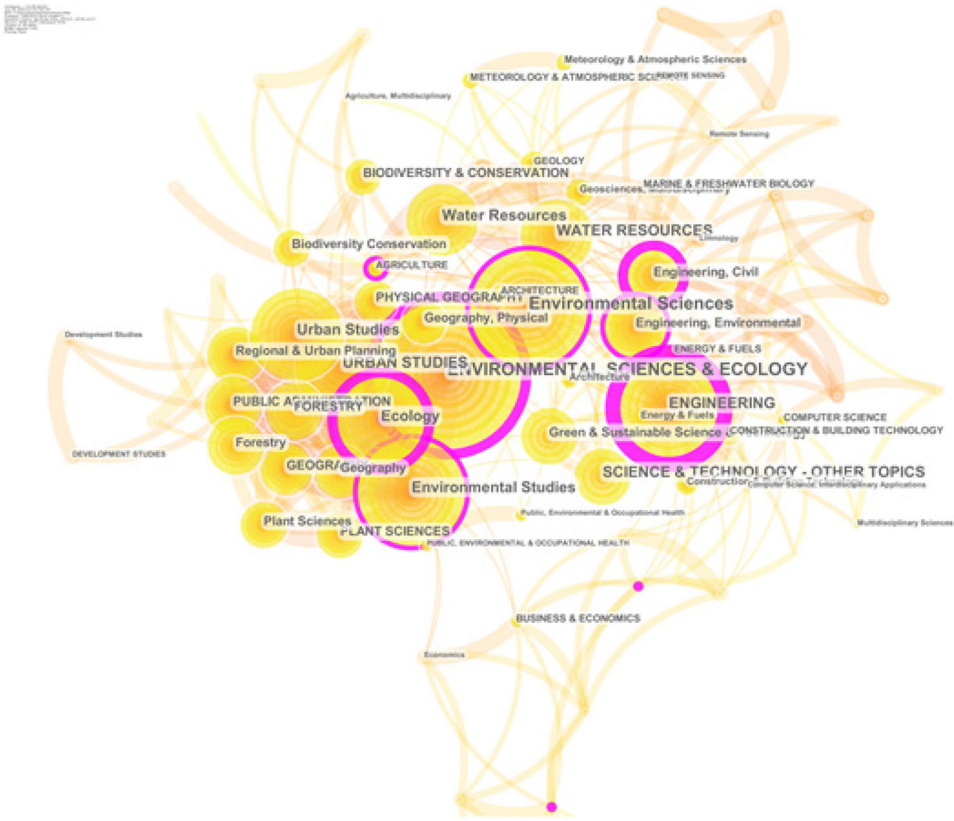 Meteorology & Atmospheric Sciences
METEOROLOGY & ATMOSPHERIC
REMOTE SENSING
Agriculture, Multidisciplinary
Remote Sensing
GEOLOGY
BIODIVERSITY & CONSERVATION
MARINE & FRESHWATER BIOLOGY
Geosciences, Multidisciplinary
Water Resources
WATER RESOURCES
Limnology
Biodiversity Conservation
AGRICULTURE
Engineering, Civil
ARCHITECTURE
PHYSICAL GEOGRAPHY
Environmental Sciences
Geography, Physical
Engineering, Environmental
Urban Studies
Development Studies
Regional & Urban Planning
ENERGY & FUELS
URBAN STUDIES
ENVIRONMENTAL SCIENCES & ECOLOGY
Architecture
PUBLIC ADMINISTRATION
FORESTRY
ENGINEERING
Ecology
Energy & Fuels
COMPUTER SCIENCE
Green & Sustainable Science
CONSTRUCTION & BUILDING TECHNOLOGY
Forestry
DEVELOPMENT STUDIES
Geography
SCIENCE & TECHNOLOGY - OTHER TOPICS
Construction
Computer Science, Interdisciplinary Applications
Environmental Studies
Public, Environmental & Occupational Health
Plant Sciences
Multidisciplinary Sciences
PLANT SCIENCES
PUBLIC, ENVIRONMENTAL & OCCUPATIONAL HEALTH
BUSINESS & ECONOMICS
Economics